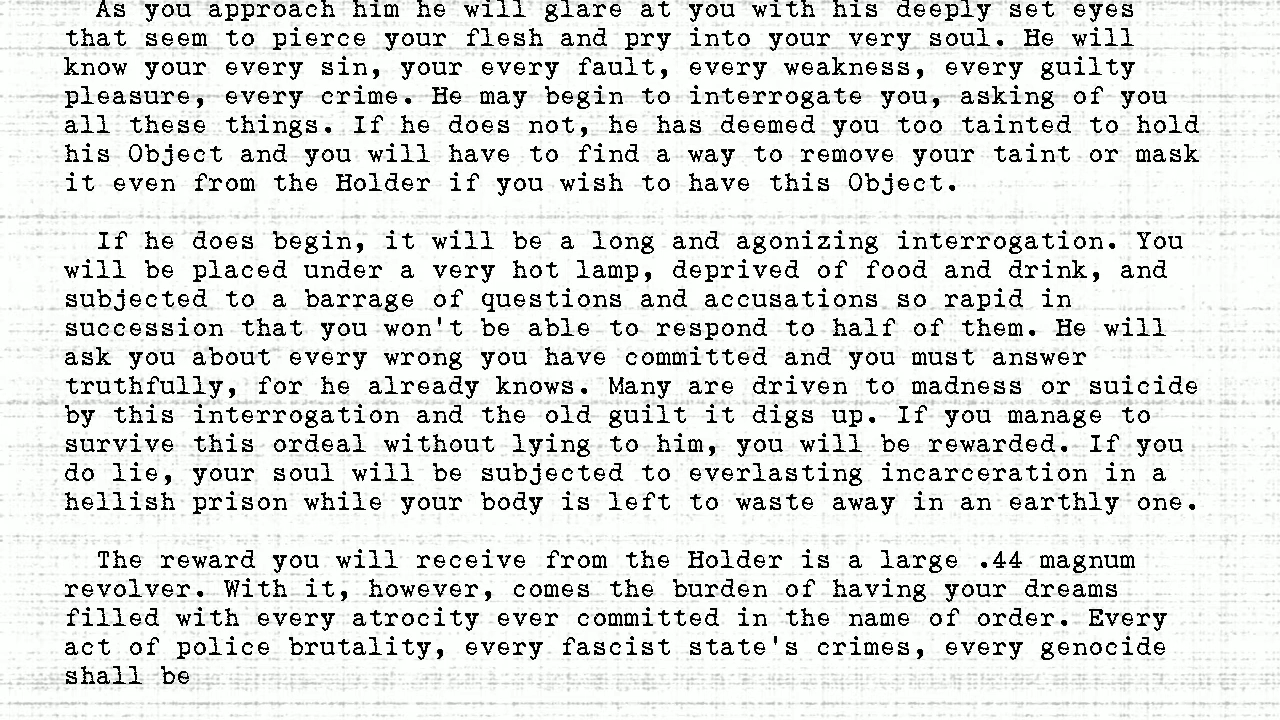 As you approach him he will glare at you with his deeply set eyes
that seem to pierce your flesh and pry into your very soul. He will
know your every sin, your every fault, every weakness, every guilty
pleasure, every crime. He may begin to interrogate you, asking of you
all these things. If he does not, he has deemed you too tainted to hold
his Object and you will have to find a way to remove your taint or mask
it even from the Holder if you wish to have this Object.

If he does begin, it will be a long and agonizing interrogation. You
will be placed under a very hot lamp, deprived of food and drink, and
subjected to a barrage of questions and accusations so rapid in
succession that you won't be able to respond to half of them. He will
ask you about every wrong you have committed and you must answer
truthfully, for he already knows. Many are driven to madness or suicide
by this interrogation and the old guilt it digs up. If you manage to
survive this ordeal without lying to him, you will be rewarded. If you
do lie, your soul will be subjected to everlasting incarceration in a
hellish prison while your body is left to waste away in an earthly one.

The reward you will receive from the Holder is a large .44 magnum
revolver. With it, however, comes the burden of having your dreams
filled with every atrocity ever committed in the name of order. Every
act of police brutality, every fascist state's crimes, every genocide
shall be